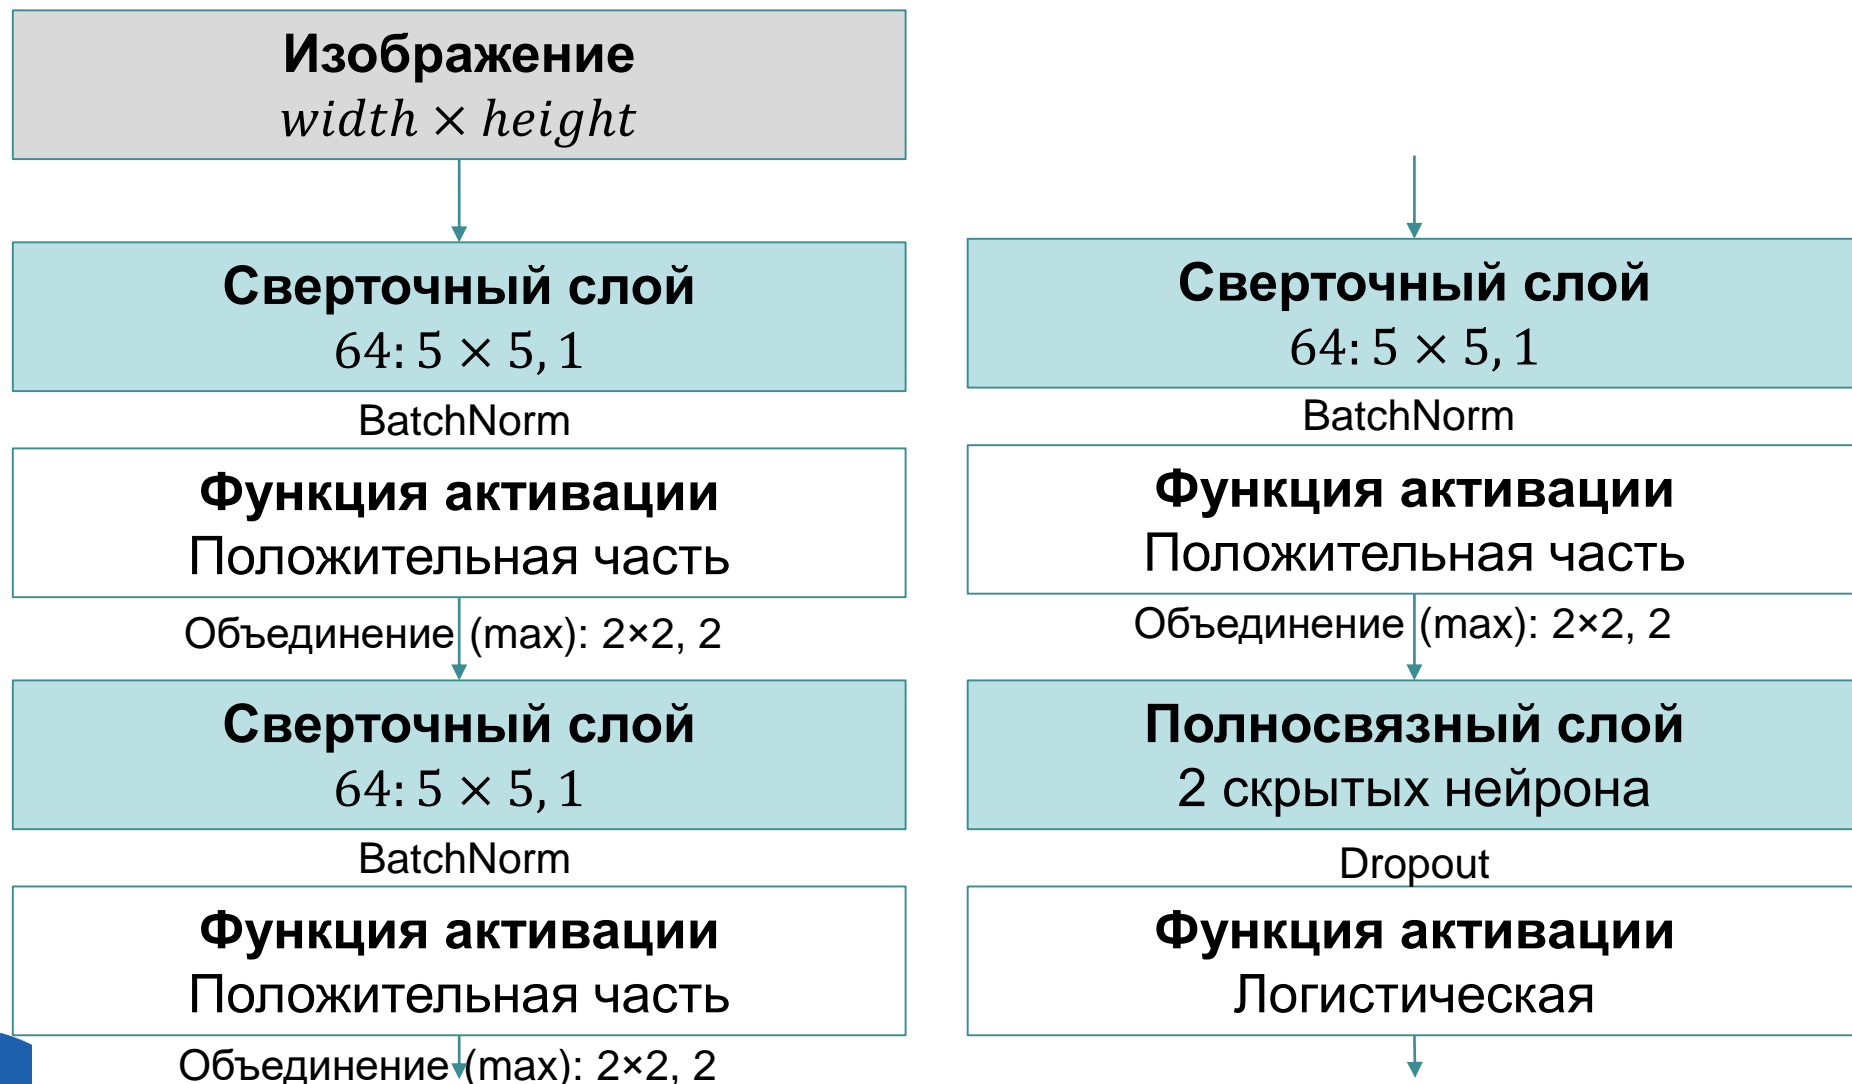 Изображение
width × height
Сверточный слой
64: 5 × 5, 1
BatchNorm
Функция активации
Положительная часть
Объединение (max): 2×2, 2
Сверточный слой
64: 5 × 5, 1
BatchNorm
Функция активации
Положительная часть
Объединение (max): 2×2, 2
Сверточный слой
64: 5 × 5, 1
BatchNorm
Функция активации
Положительная часть
Объединение (max): 2×2, 2
Полносвязный слой
2 скрытых нейрона
Dropout
Функция активации
Логистическая